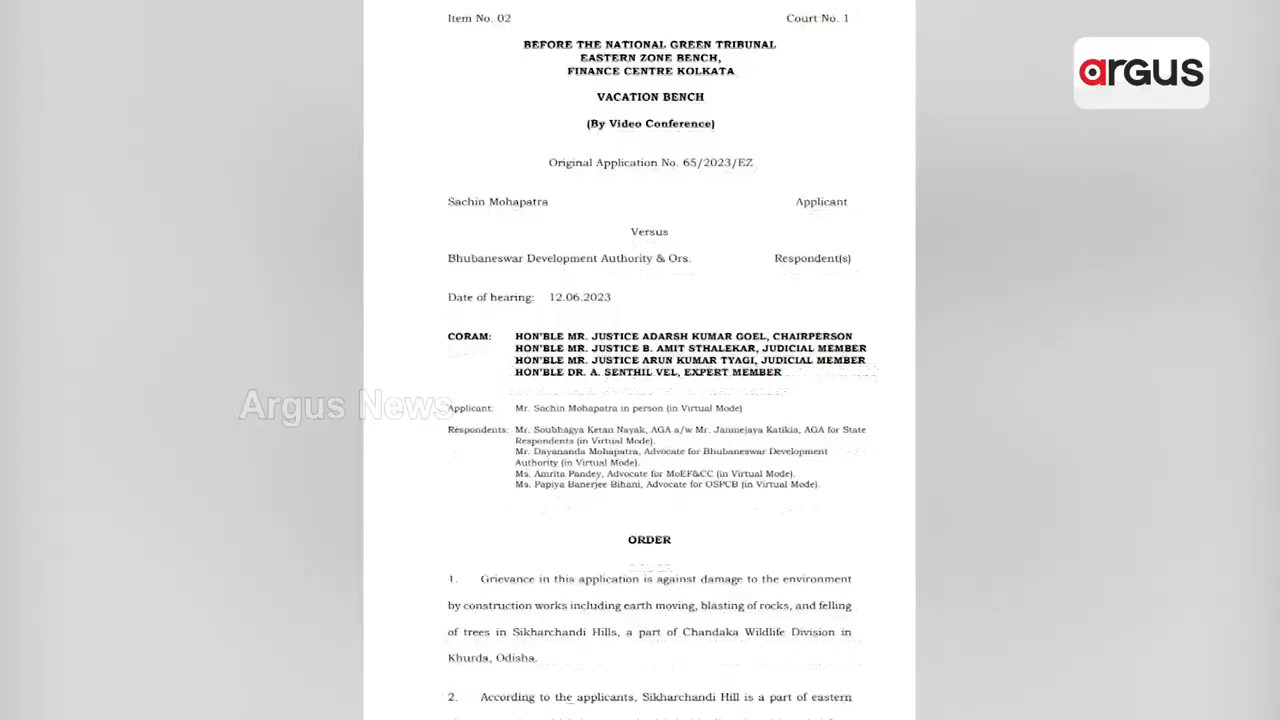 Item No. 02 Court No. 1
argus
BEFORE THE NATIONAL GREEN TRIBUNAL
EASTERN ZONE BENCH,
FINANCE CENTRE KOLKATA
VACATION BENCH
(By Video Conference)
Original Application No. 65/2023/EZ
Sachin Mohapatra Applicant
Versus
Bhubaneswar Development Authority & Ors. Respondent(s)
Date of hearing: 12.06.2023
CORAM: HON'BLE MR. JUSTICE ADARSH KUMAR GOEL, CHAIRPERSON
HON'BLE MR. JUSTICE B. AMIT STHALEKAR, JUDICIAL MEMBER
HON'BLE MR. JUSTICE ARUN KUMAR TYAGI, JUDICIAL MEMBER
HON'BLE DR. A. SENTHIL VEL, EXPERT MEMBER
Argus News
Applicant: Mr. Sachin Mohapatra in person (in Virtual Mode)
Respondents: Mr. Soubhagya Ketan Nayak, AGA a/w Mr. Janmejaya Katikia, AGA for State
Respondents (in Virtual Mode).
Mr. Dayananda Mohapatra, Advocate for Bhubaneswar Development
Authority (in Virtual Mode).
Ms. Amrita Pandey, Advocate for MoEF&CC (in Virtual Mode).
Ms. Papiya Banerjee Bihani, Advocate for OSPCB (in Virtual Mode).
ORDER
1. Grievance in this application is against damage to the environment
by construction works including earth moving, blasting of rocks, and felling
of trees in Sikharchandi Hills, a part of Chandaka Wildlife Division in
Khurda, Odisha.
2. According to the applicants, Sikharchandi Hill is a part of eastern